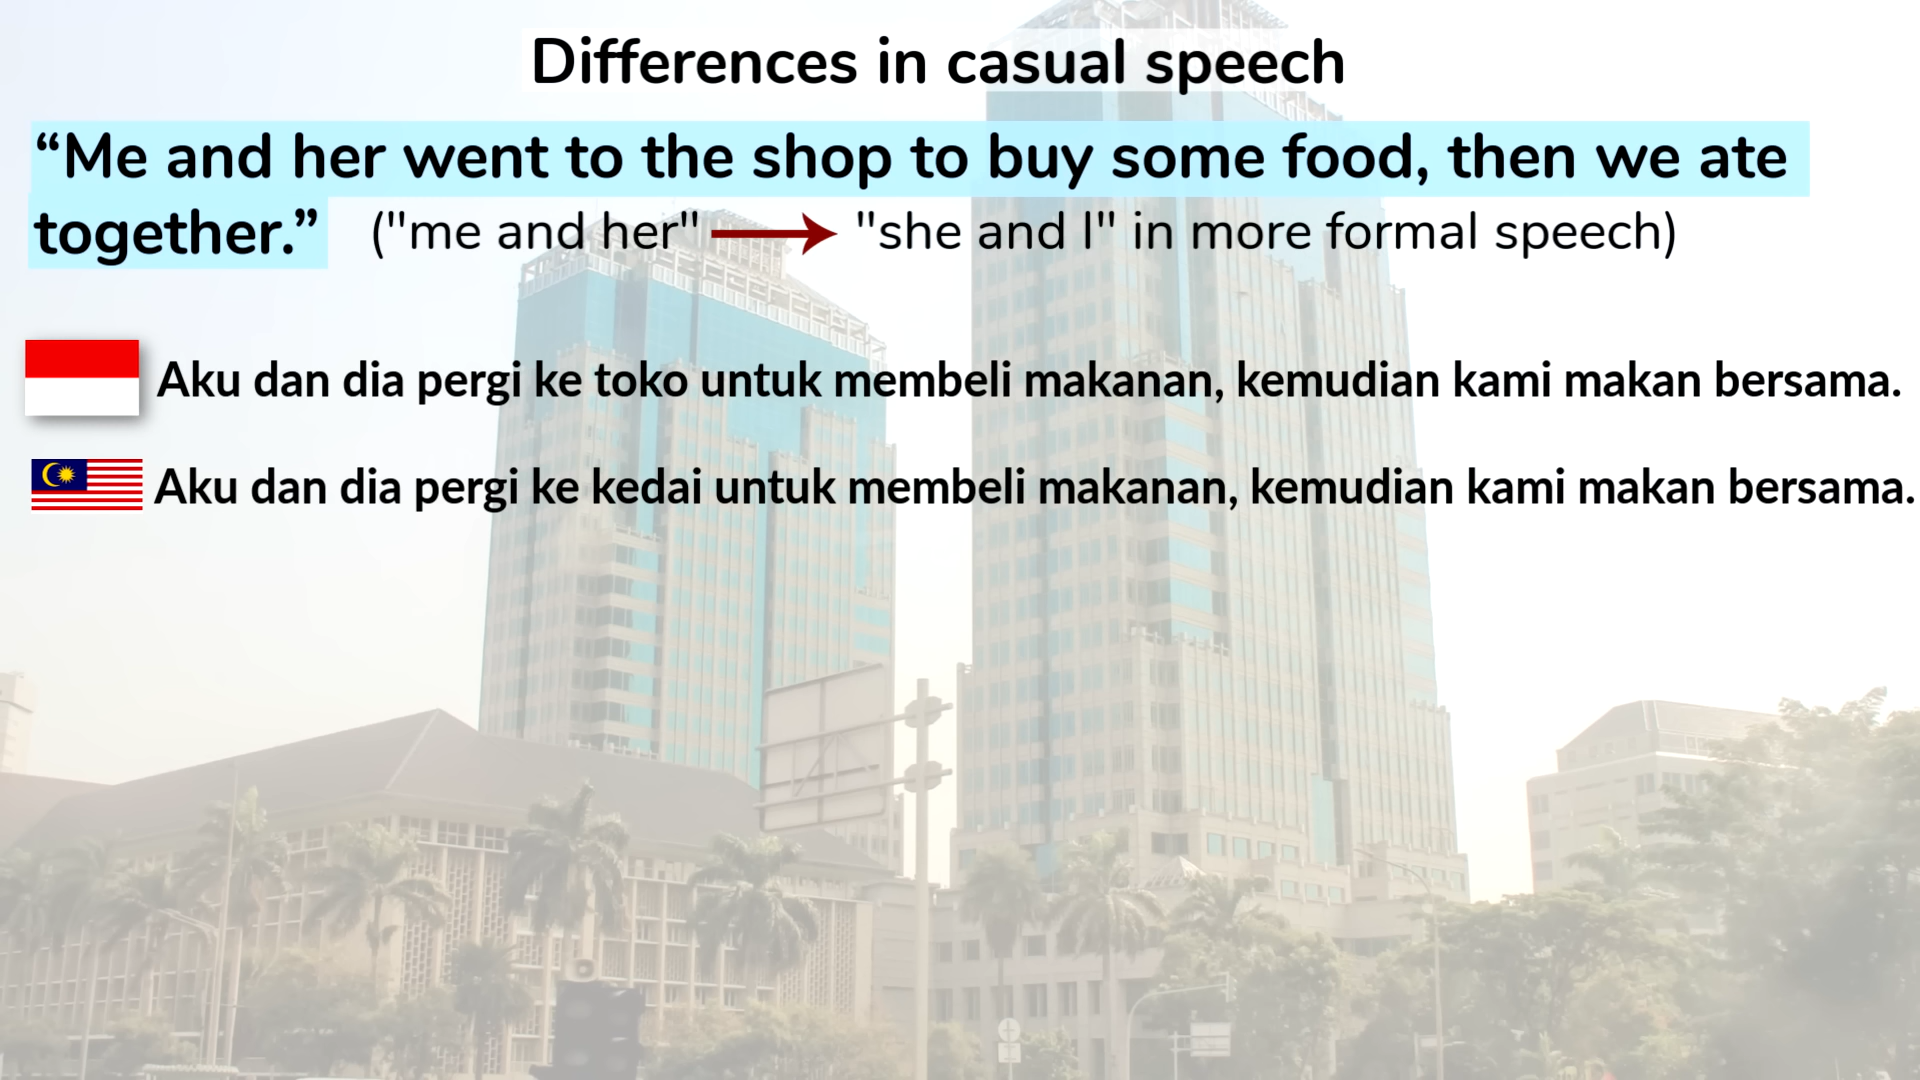 Differences in casual speech
“Me and her went to the shop to buy some food, then we ate
together.” ("me and her" "she and I" in more formal speech)
Aku dan dia pergi ke toko untuk membeli makanan, kemudian kami makan bersama.
Aku dan dia pergi ke kedai untuk membeli makanan, kemudian kami makan bersama.